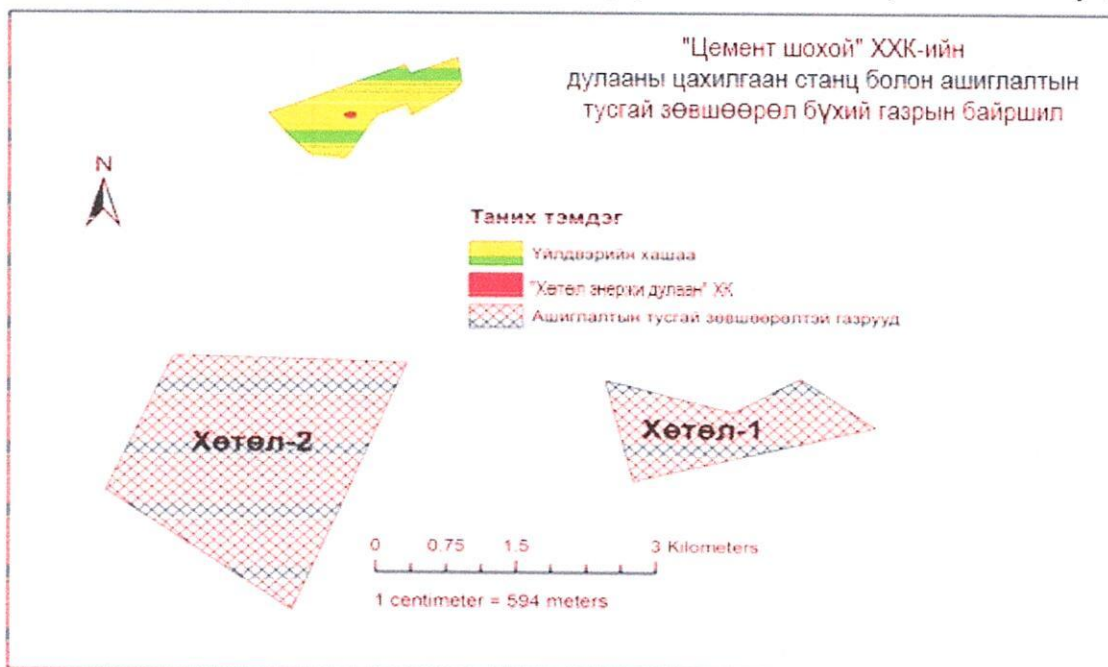 "Цемент шохой" ХХК-ийн
дулааны цахилгаан станц болон ашиглалтын
тусгай зөвшөөрөл бүхий газрын байршил
N
Таних тэмдэг
Үйлдвэрийн хашаа
"Хөтөл энержи дулаан" ХК
Ашиглалтын тусгай зөвшөөрөлтэй газрууд
Хөтөл-2
Хөтөл-1
0 0.75 1.5 3 Kilometers
1 centimeter = 594 meters